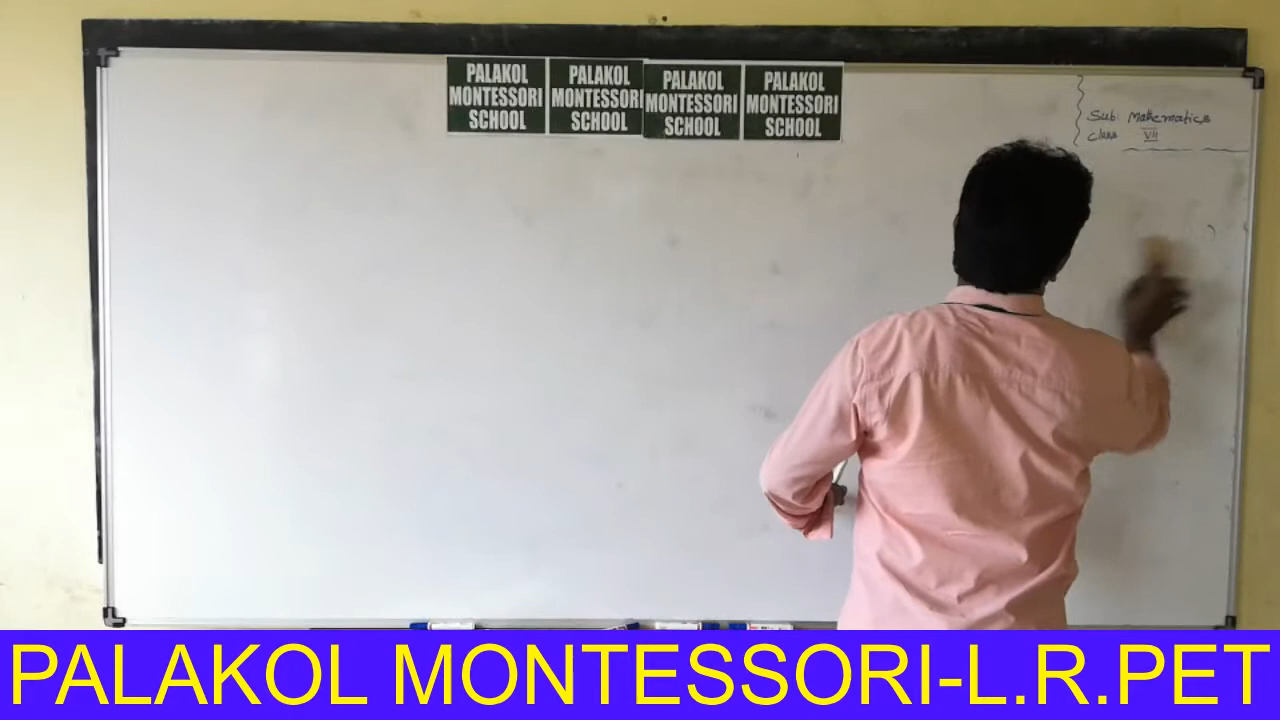 PALAKOL
MONTESSORI
SCHOOL
PALAKOL
MONTESSORI
SCHOOL
PALAKOL
MONTESSORI
SCHOOL
PALAKOL
MONTESSORI
SCHOOL
Sub: Mathematics
Class VII
PALAKOL MONTESSORI-L.R.PET